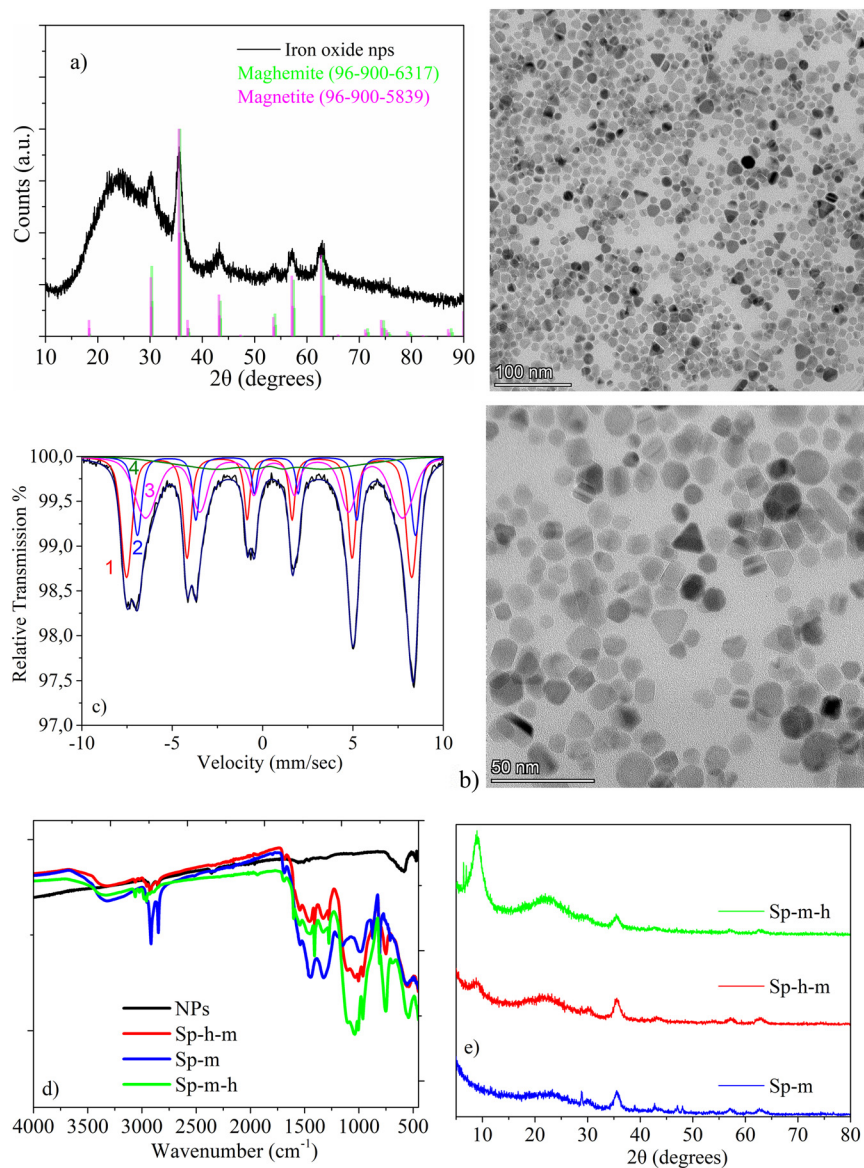 a)
Iron oxide nps
Maghemite (96-900-6317)
Magnetite (96-900-5839)
Counts (a.u.)
10 20 30 40 50 60 70 80 90
2θ (degrees)
100 nm
100,0
99,5
99,0
98,5
98,0
97,5
97,0
Relative Transmission %
4
3
2
1
c)
-10 -5 0 5 10
Velocity (mm/sec)
b)
50 nm
NPs
Sp-h-m
Sp-m
Sp-m-h
d)
4000 3500 3000 2500 2000 1500 1000 500
Wavenumber (cm⁻¹)
Sp-m-h
Sp-h-m
e)
Sp-m
10 20 30 40 50 60 70 80
2θ (degrees)